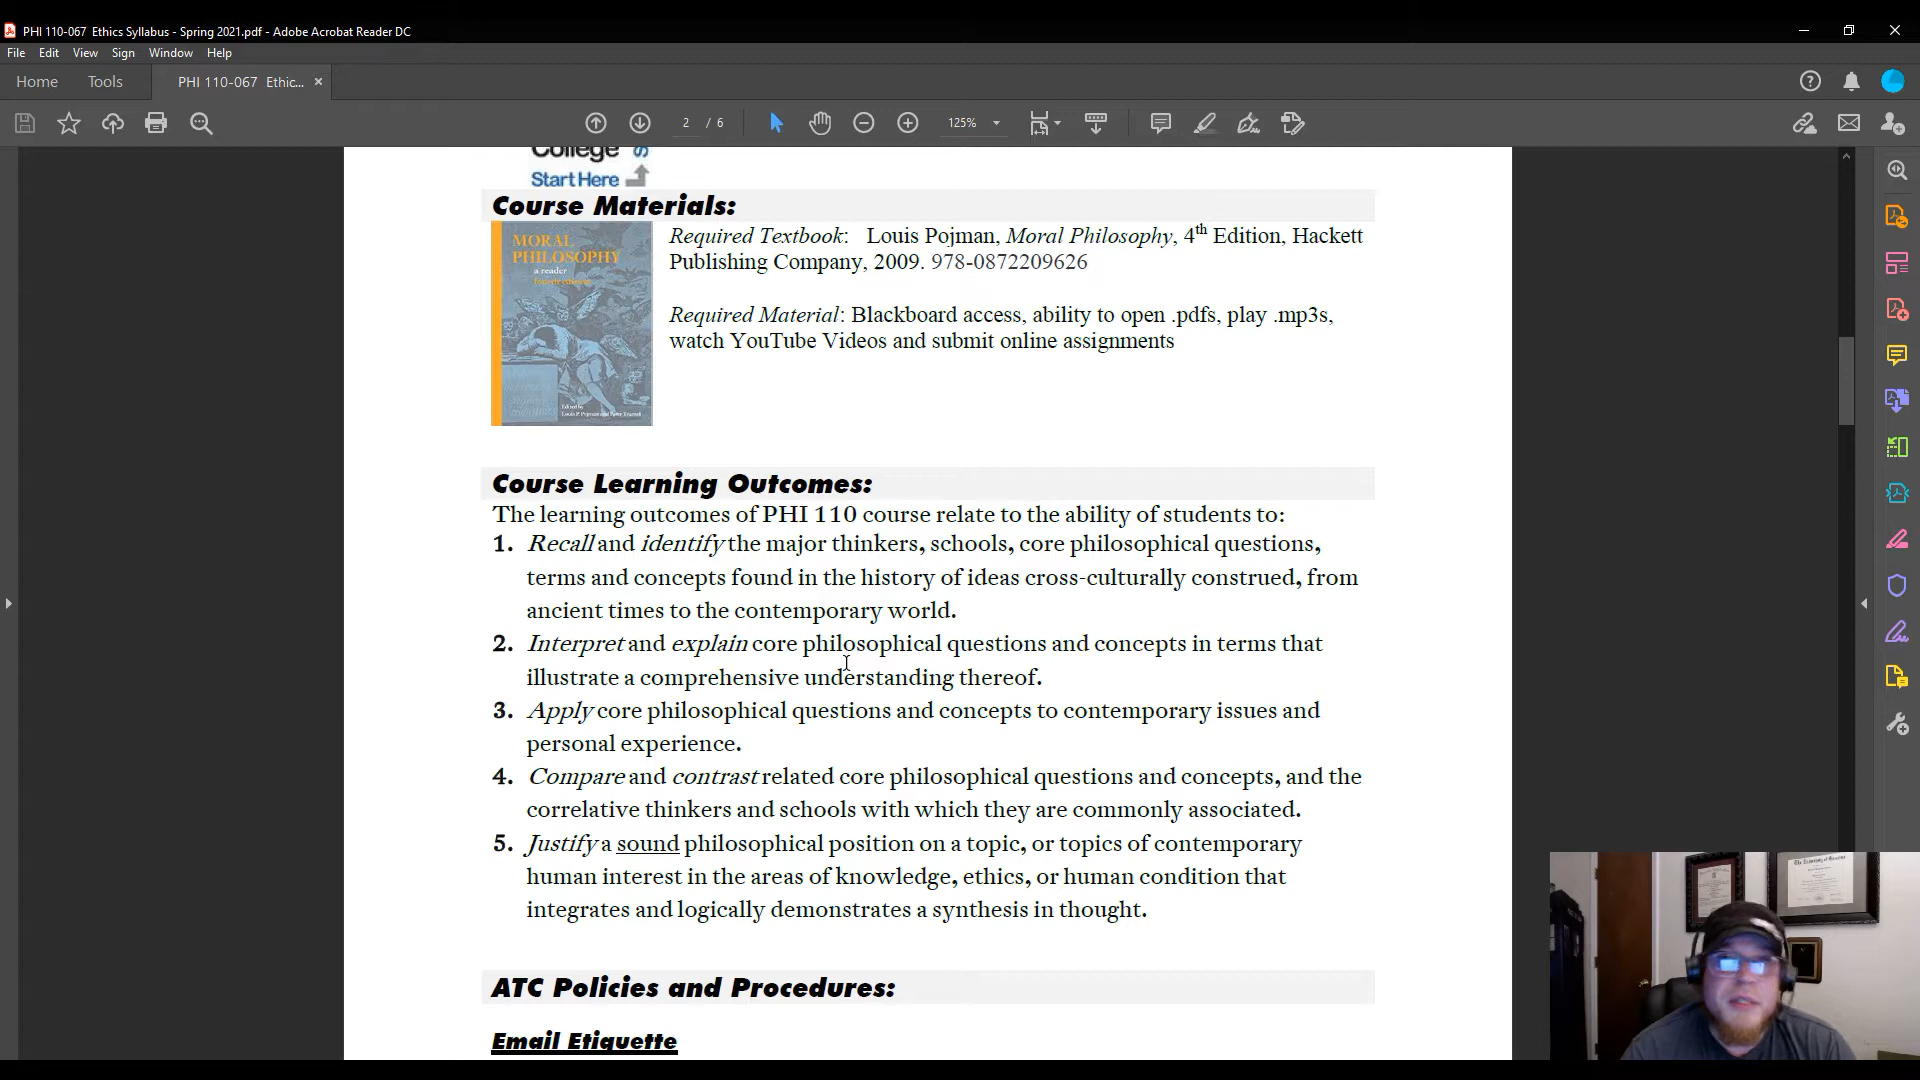 PHI 110-067 Ethics Syllabus - Spring 2021.pdf - Adobe Acrobat Reader DC
File Edit View Sign Window Help
Home Tools PHI 110-067 Ethic... ×
2 / 6 125%
College
Start Here
Course Materials:
MORAL
PHILOSOPHY
a reader
fourth edition
Required Textbook: Louis Pojman, Moral Philosophy, 4th Edition, Hackett
Publishing Company, 2009. 978-0872209626
Required Material: Blackboard access, ability to open .pdfs, play .mp3s,
watch YouTube Videos and submit online assignments
Edited by
Louis P. Pojman and Peter Tramel
Course Learning Outcomes:
The learning outcomes of PHI 110 course relate to the ability of students to:
1. Recall and identify the major thinkers, schools, core philosophical questions,
terms and concepts found in the history of ideas cross-culturally construed, from
ancient times to the contemporary world.
2. Interpret and explain core philosophical questions and concepts in terms that
illustrate a comprehensive understanding thereof.
3. Apply core philosophical questions and concepts to contemporary issues and
personal experience.
4. Compare and contrast related core philosophical questions and concepts, and the
correlative thinkers and schools with which they are commonly associated.
5. Justify a sound philosophical position on a topic, or topics of contemporary
human interest in the areas of knowledge, ethics, or human condition that
integrates and logically demonstrates a synthesis in thought.
ATC Policies and Procedures:
Email Etiquette